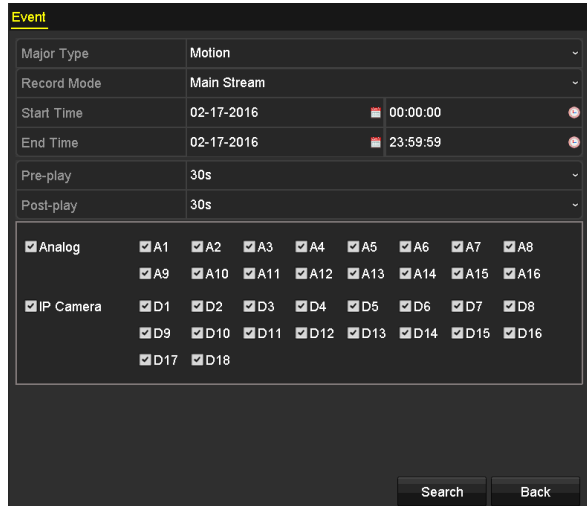 Event
Major Type Motion
Record Mode Main Stream
Start Time 02-17-2016 00:00:00
End Time 02-17-2016 23:59:59
Pre-play 30s
Post-play 30s
Analog A1 A2 A3 A4 A5 A6 A7 A8
A9 A10 A11 A12 A13 A14 A15 A16
IP Camera D1 D2 D3 D4 D5 D6 D7 D8
D9 D10 D11 D12 D13 D14 D15 D16
D17 D18
Search Back